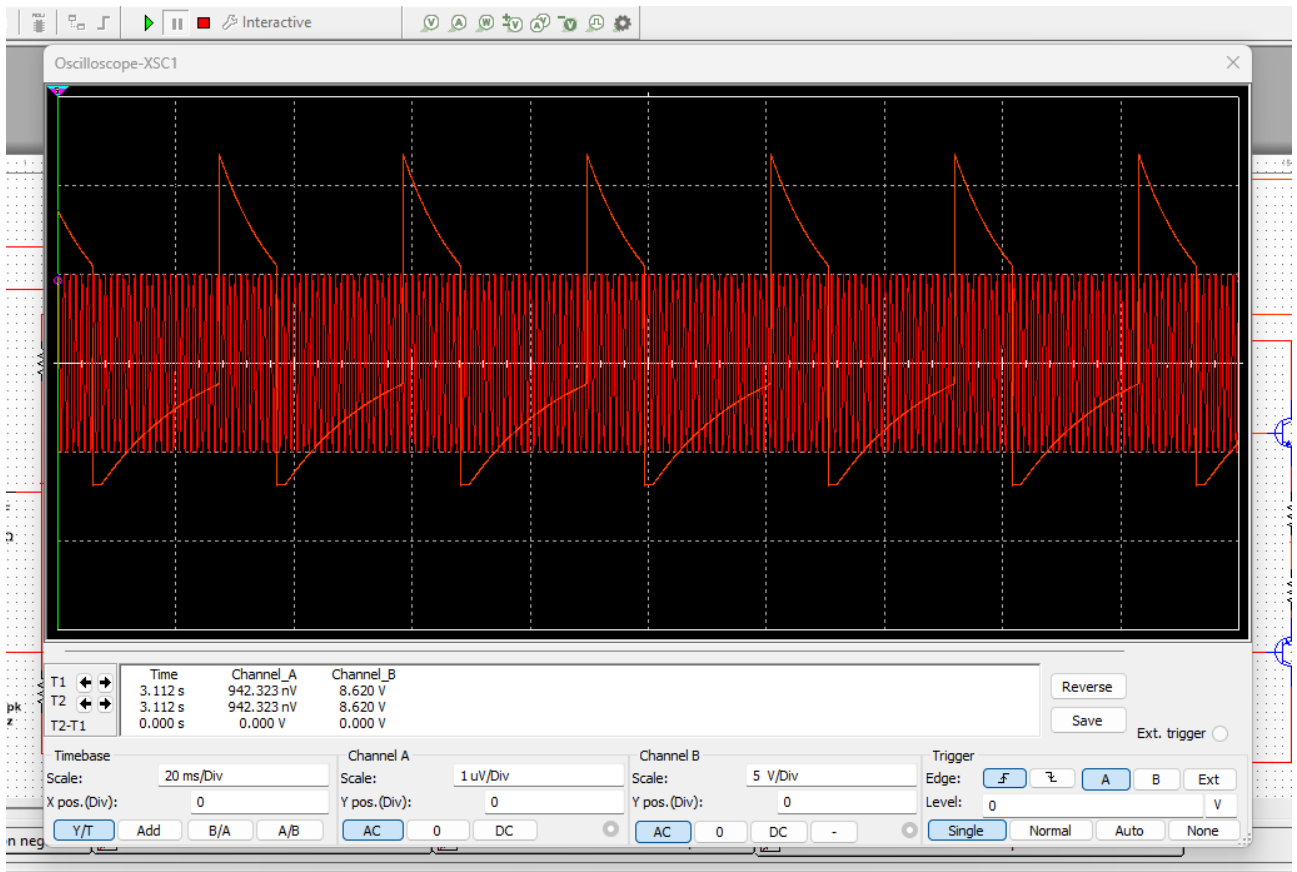 Interactive
Oscilloscope-XSC1
Time Channel_A Channel_B
T1 3.112 s 942.323 nV 8.620 V
T2 3.112 s 942.323 nV 8.620 V
T2-T1 0.000 s 0.000 V 0.000 V
Reverse
Save
Ext. trigger
pk
z
Timebase
Scale: 20 ms/Div
X pos.(Div): 0
Y/T Add B/A A/B
Channel A
Scale: 1 uV/Div
Y pos.(Div): 0
AC 0 DC
Channel B
Scale: 5 V/Div
Y pos.(Div): 0
AC 0 DC -
Trigger
Edge: A B Ext
Level: 0 V
Single Normal Auto None
n neg